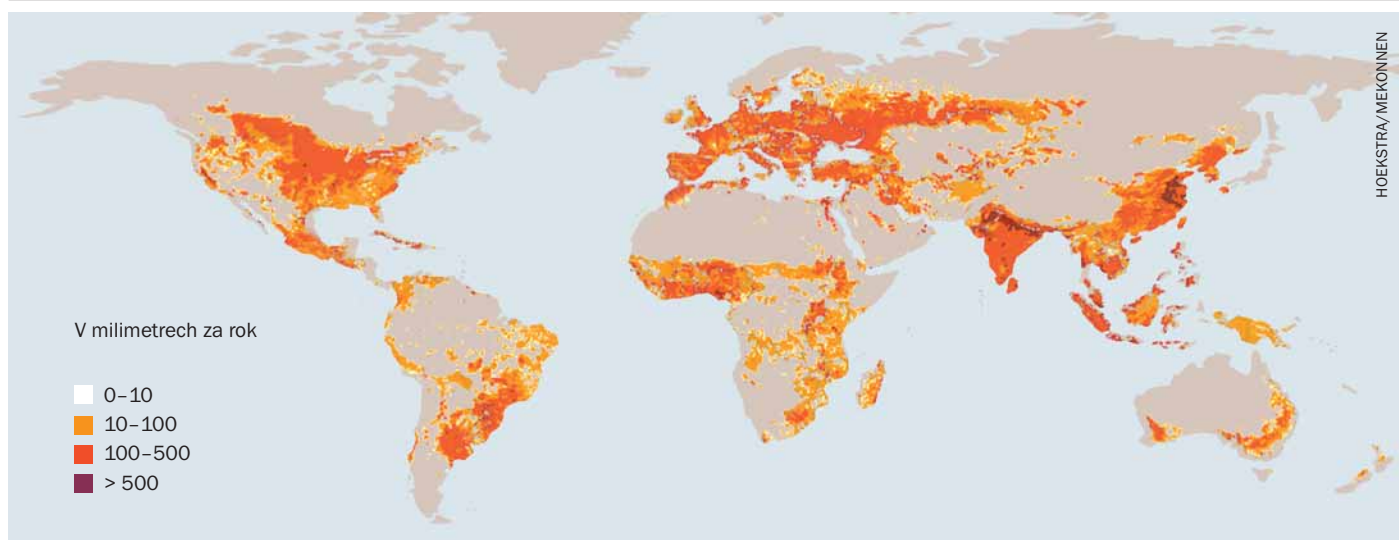 HOEKSTRA/MEKONNEN
V milimetrech za rok
0–10
10–100
100–500
> 500